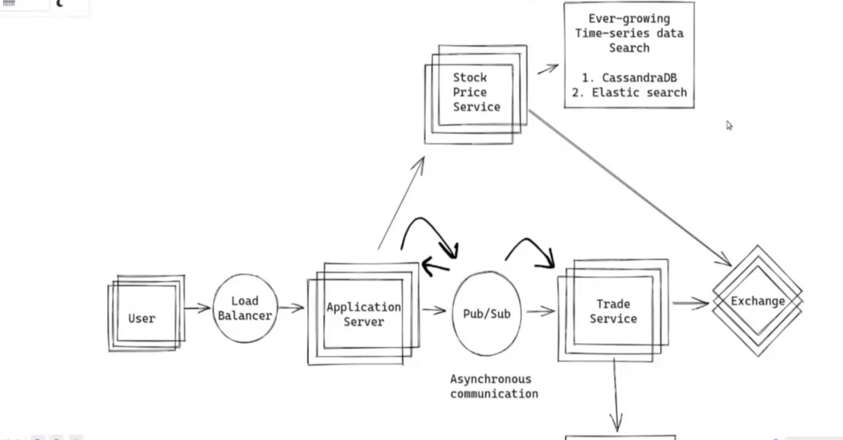 Ever-growing
Time-series data
Search
1. CassandraDB
2. Elastic search
Stock
Price
Service
User
Load
Balancer
Application
Server
Pub/Sub
Trade
Service
Exchange
Asynchronous
communication